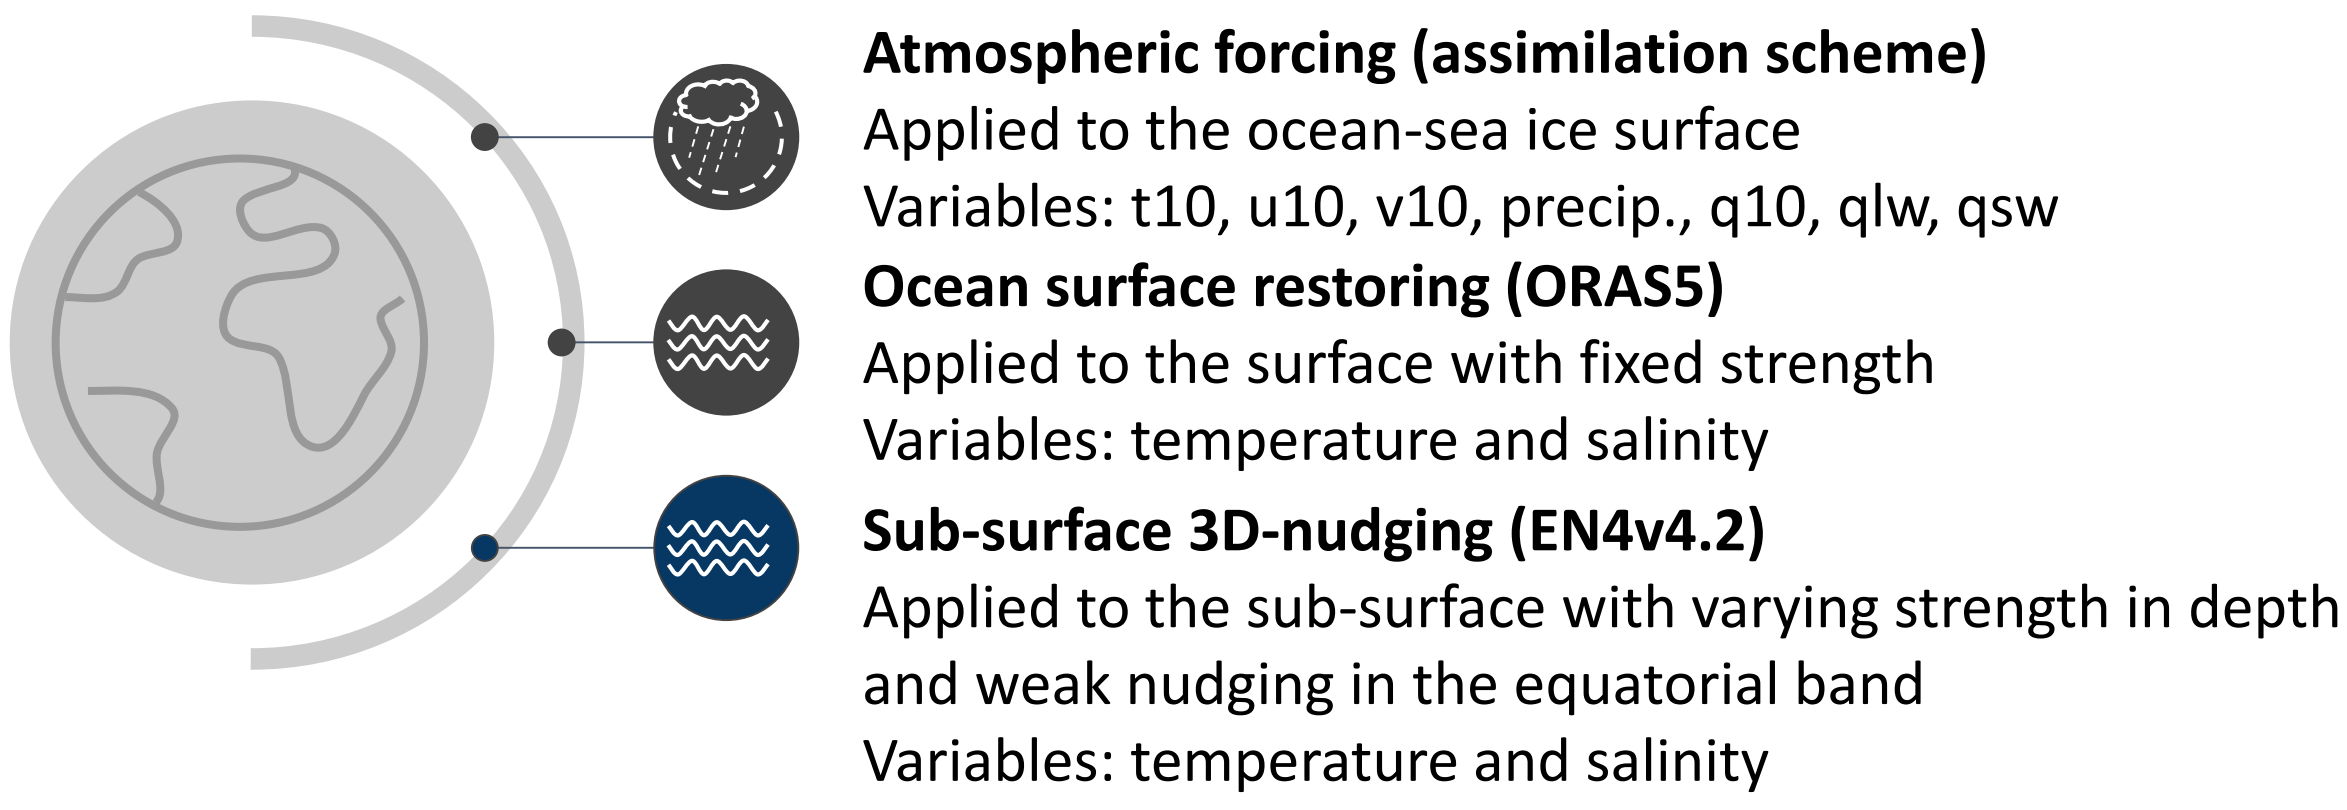 Atmospheric forcing (assimilation scheme)
Applied to the ocean-sea ice surface
Variables: t10, u10, v10, precip., q10, qlw, qsw
Ocean surface restoring (ORAS5)
Applied to the surface with fixed strength
Variables: temperature and salinity
Sub-surface 3D-nudging (EN4v4.2)
Applied to the sub-surface with varying strength in depth
and weak nudging in the equatorial band
Variables: temperature and salinity